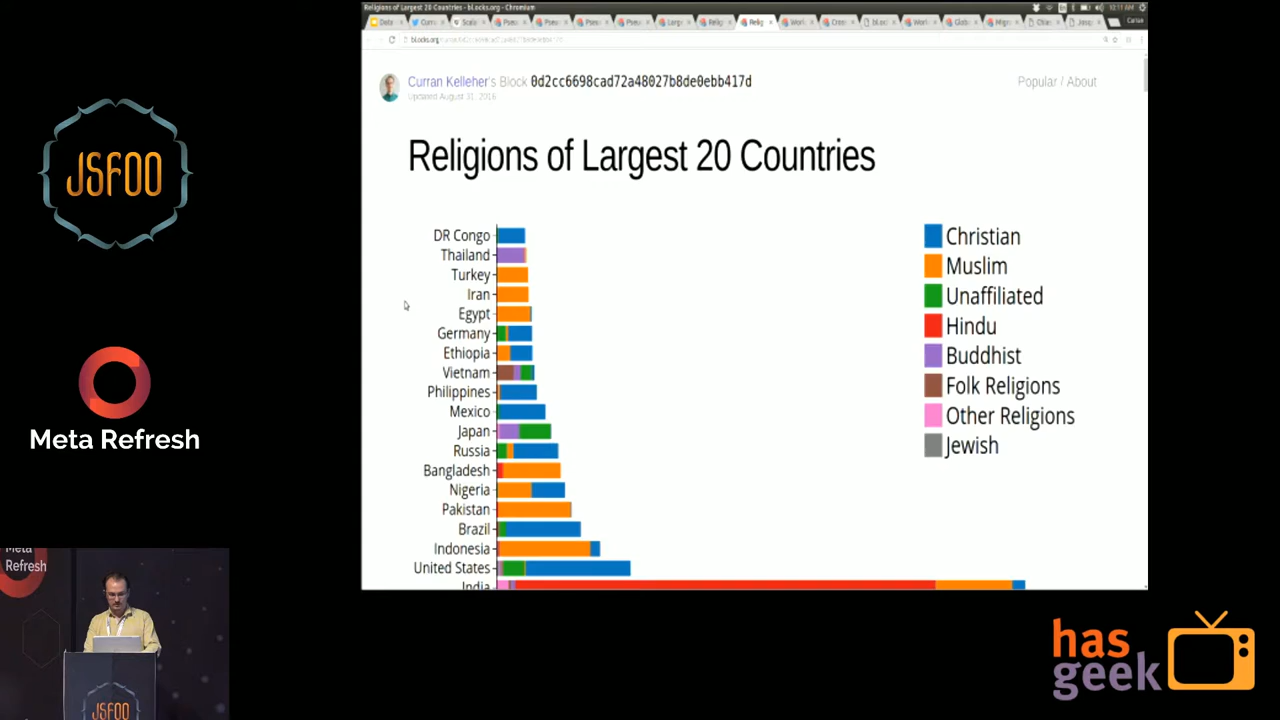 Religions of Largest 20 Countries - bl.ocks.org - Chromium
Curran Kelleher's Block 0d2cc6698cad72a48027b8de0ebb417d
Popular / About
Updated August 31, 2016
Religions of Largest 20 Countries
DR Congo
Thailand
Turkey
Iran
Egypt
Germany
Ethiopia
Vietnam
Philippines
Mexico
Japan
Russia
Bangladesh
Nigeria
Pakistan
Brazil
Indonesia
United States
India
Christian
Muslim
Unaffiliated
Hindu
Buddhist
Folk Religions
Other Religions
Jewish
JSFOO
Meta Refresh
Meta
Refresh
JSFOO
has
geek